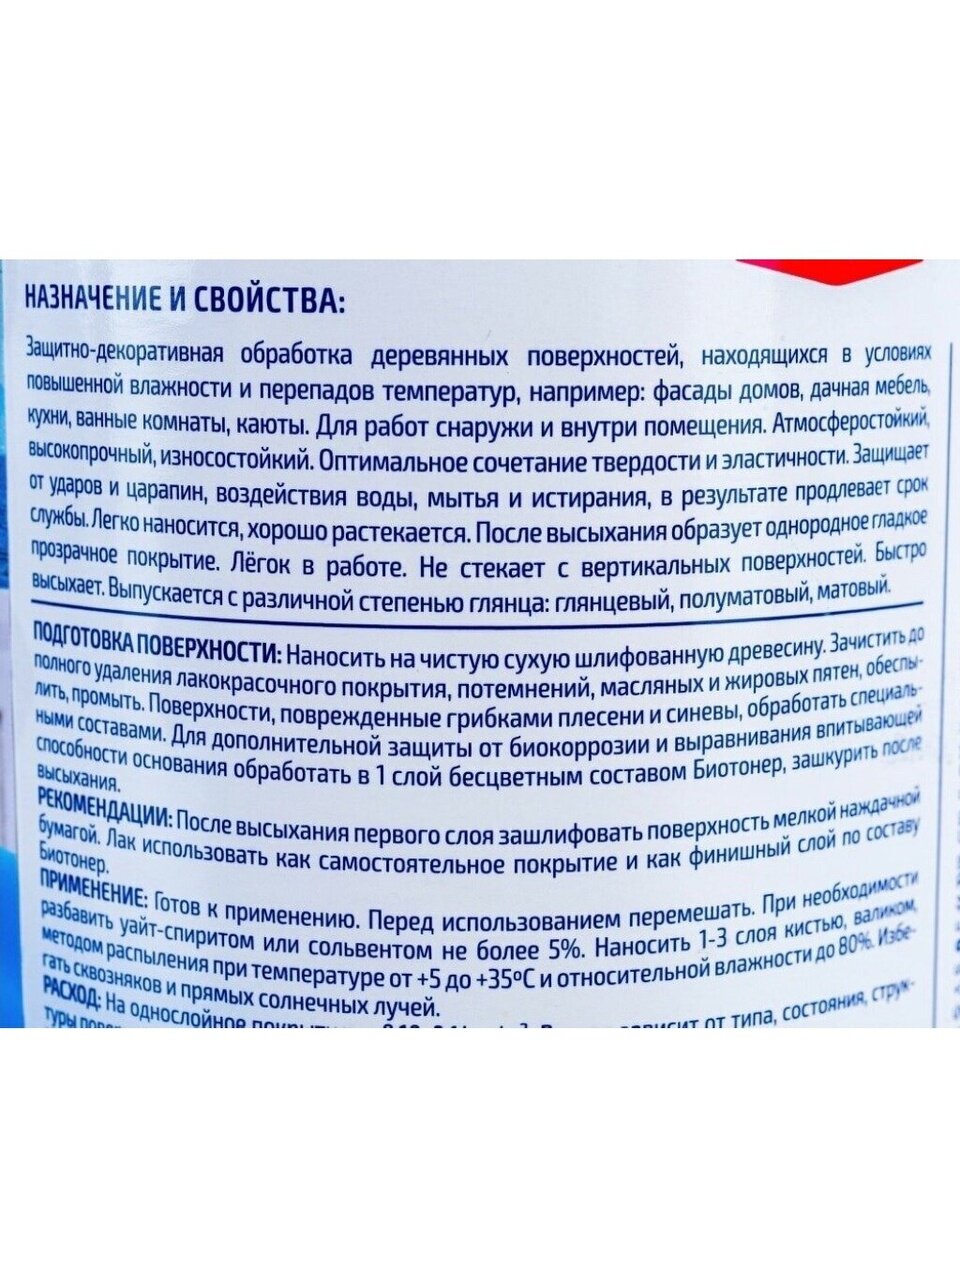 НАЗНАЧЕНИЕ И СВОЙСТВА:
Защитно-декоративная обработка деревянных поверхностей, находящихся в условиях
повышенной влажности и перепадов температур, например: фасады домов, дачная мебель,
кухни, ванные комнаты, каюты. Для работ снаружи и внутри помещения. Атмосферостойкий,
высокопрочный, износостойкий. Оптимальное сочетание твердости и эластичности. Защищает
от ударов и царапин, воздействия воды, мытья и истирания, в результате продлевает срок
службы. Легко наносится, хорошо растекается. После высыхания образует однородное гладкое
прозрачное покрытие. Лёгок в работе. Не стекает с вертикальных поверхностей. Быстро
высыхает. Выпускается с различной степенью глянца: глянцевый, полуматовый, матовый.
ПОДГОТОВКА ПОВЕРХНОСТИ: Наносить на чистую сухую шлифованную древесину. Зачистить до
полного удаления лакокрасочного покрытия, потемнений, масляных и жировых пятен, обеспы-
лить, промыть. Поверхности, поврежденные грибками плесени и синевы, обработать специаль-
ными составами. Для дополнительной защиты от биокоррозии и выравнивания впитывающей
способности основания обработать в 1 слой бесцветным составом Биотонер, зашкурить после
высыхания.
РЕКОМЕНДАЦИИ: После высыхания первого слоя зашлифовать поверхность мелкой наждачной
бумагой. Лак использовать как самостоятельное покрытие и как финишный слой по составу
Биотонер.
ПРИМЕНЕНИЕ: Готов к применению. Перед использованием перемешать. При необходимости
разбавить уайт-спиритом или сольвентом не более 5%. Наносить 1-3 слоя кистью, валиком,
методом распыления при температуре от +5 до +35ºС и относительной влажности до 80%. Избе-
гать сквозняков и прямых солнечных лучей.
РАСХОД: На однослойное от типа, состояния, струк-
туры